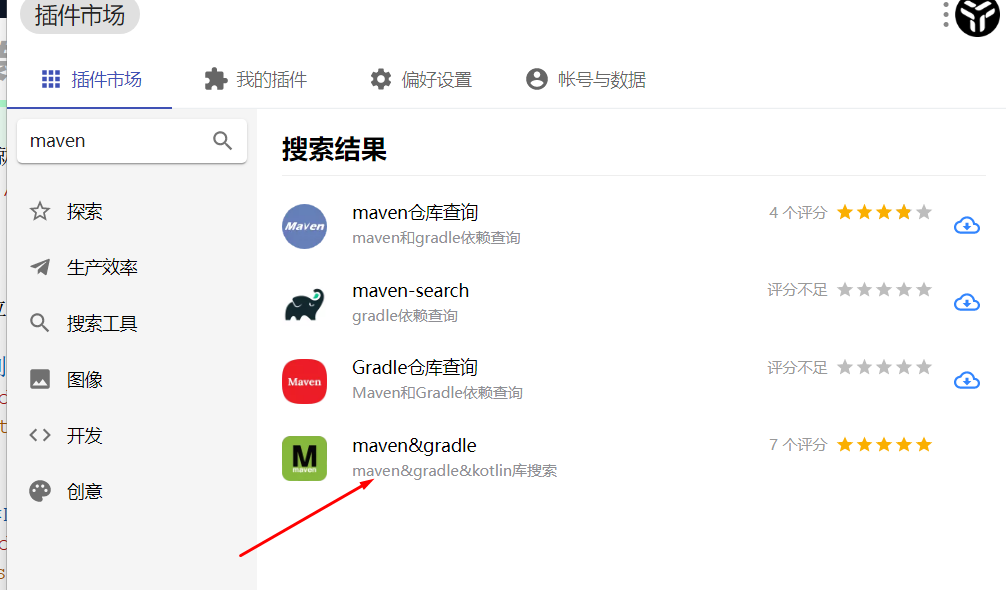 插件市场
插件市场 我的插件 偏好设置 帐号与数据
maven
探索
生产效率
搜索工具
图像
开发
创意
搜索结果
Maven
maven仓库查询
maven和gradle依赖查询
4 个评分
maven-search
gradle依赖查询
评分不足
Maven
Gradle仓库查询
Maven和Gradle依赖查询
评分不足
M
maven
maven&gradle
maven&gradle&kotlin库搜索
7 个评分